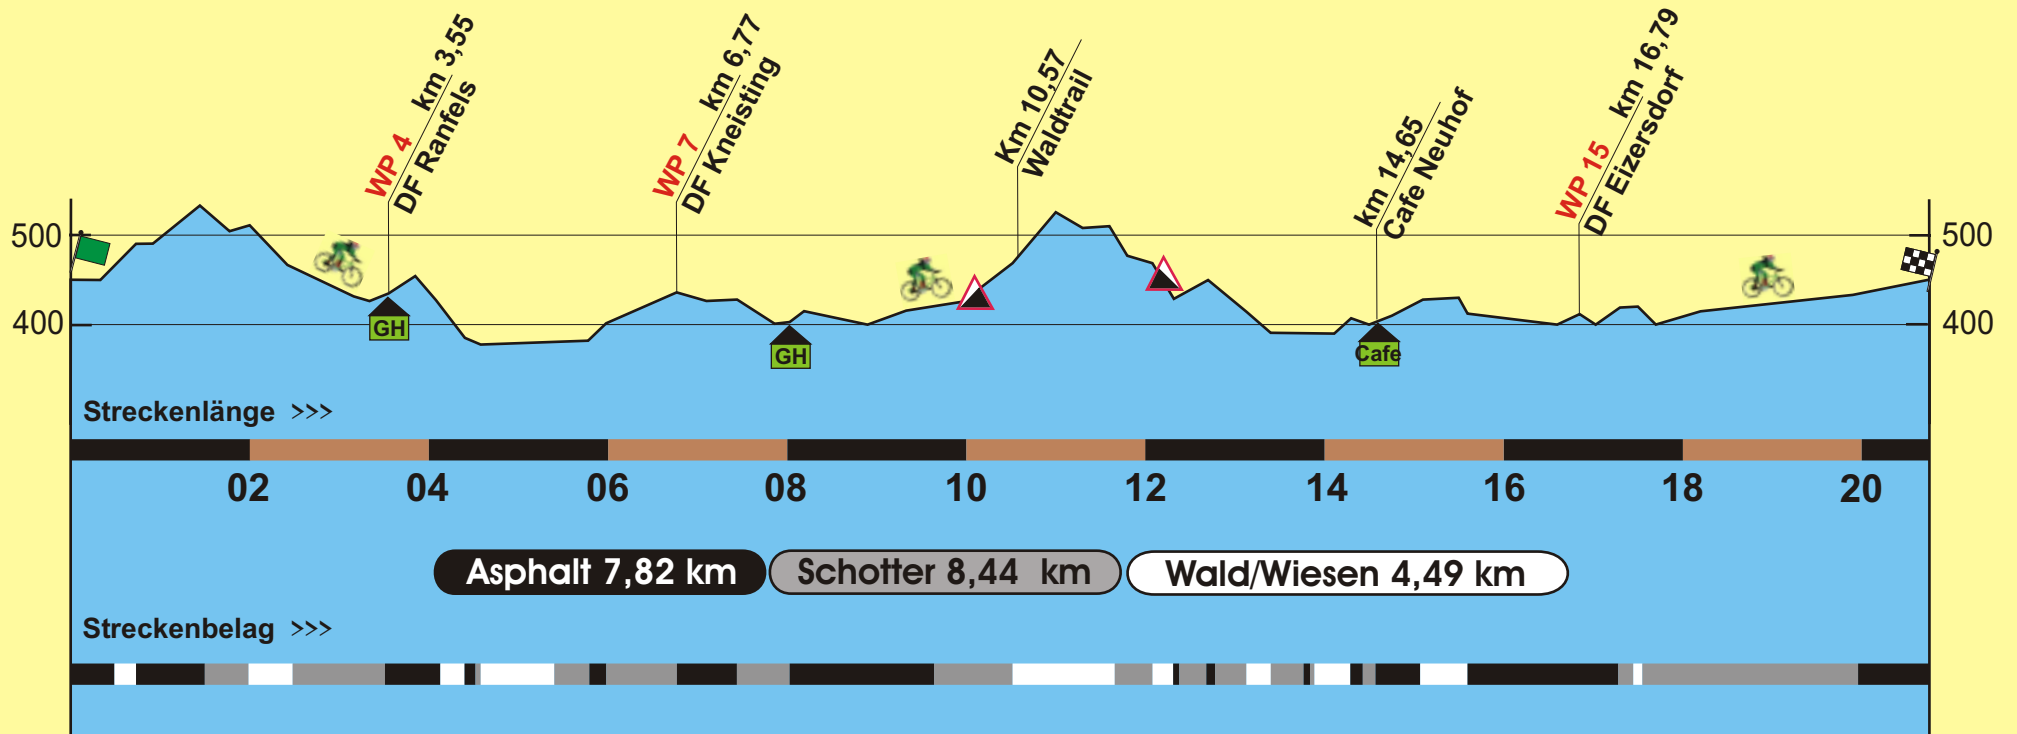 WP 4 km 3,55
DF Ranfels
WP 7 km 6,77
DF Kneisting
Km 10,57
Waldtrail
km 14,65
Cafe Neuhof
WP 15 km 16,79
DF Eizersdorf
500
500
400
400
GH
GH
Cafe
Streckenlänge >>>
02 04 06 08 10 12 14 16 18 20
Asphalt 7,82 km
Schotter 8,44 km
Wald/Wiesen 4,49 km
Streckenbelag >>>